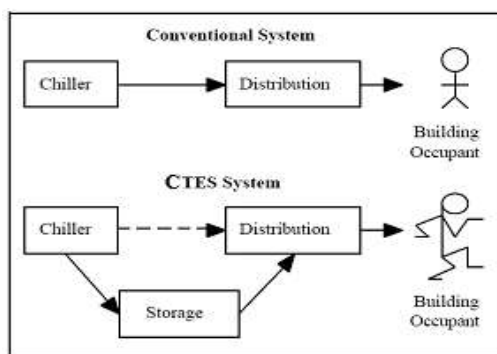 Conventional System
Chiller
Distribution
Building
Occupant
CTES System
Chiller
Distribution
Storage
Building
Occupant